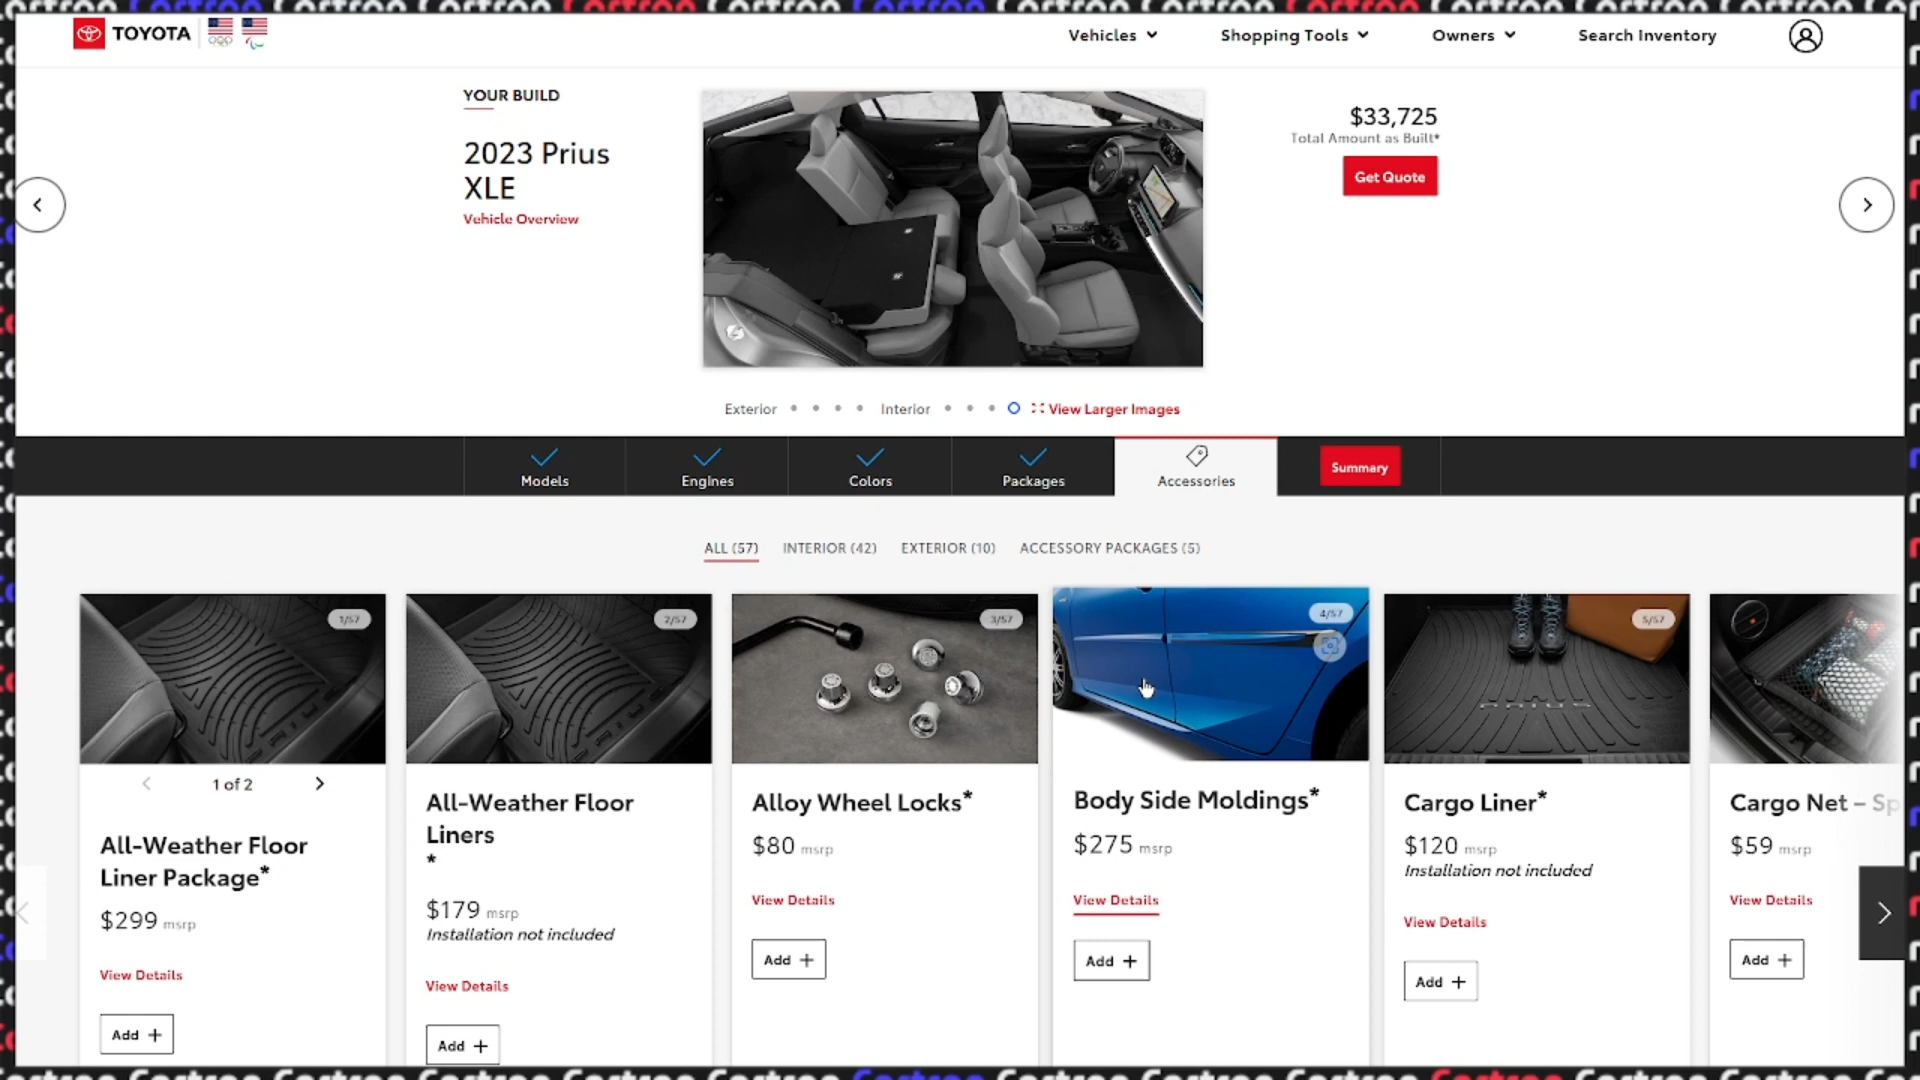 TOYOTA
Vehicles
Shopping Tools
Owners
Search Inventory
YOUR BUILD
2023 Prius
XLE
Vehicle Overview
$33,725
Total Amount as Built*
Get Quote
Exterior
Interior
View Larger Images
Models
Engines
Colors
Packages
Accessories
Summary
ALL (57)
INTERIOR (42)
EXTERIOR (10)
ACCESSORY PACKAGES (5)
1/57
1 of 2
All-Weather Floor
Liner Package*
$299 msrp
View Details
Add +
2/57
All-Weather Floor
Liners
*
$179 msrp
Installation not included
View Details
Add +
3/57
Alloy Wheel Locks*
$80 msrp
View Details
Add +
4/57
Body Side Moldings*
$275 msrp
View Details
Add +
5/57
PRIUS
Cargo Liner*
$120 msrp
Installation not included
View Details
Add +
Cargo Net – Sp
$59 msrp
View Details
Add +